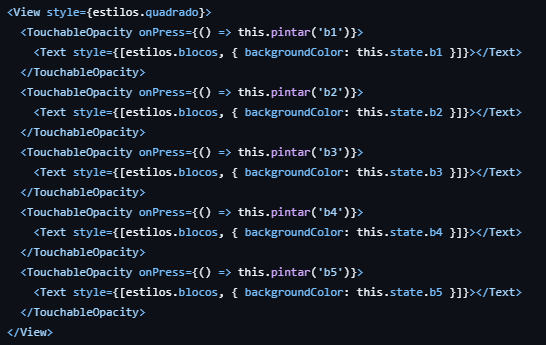 <View style={estilos.quadrado}>
  <TouchableOpacity onPress={() => this.pintar('b1')}>
    <Text style={[estilos.blocos, { backgroundColor: this.state.b1 }]}></Text>
  </TouchableOpacity>
  <TouchableOpacity onPress={() => this.pintar('b2')}>
    <Text style={[estilos.blocos, { backgroundColor: this.state.b2 }]}></Text>
  </TouchableOpacity>
  <TouchableOpacity onPress={() => this.pintar('b3')}>
    <Text style={[estilos.blocos, { backgroundColor: this.state.b3 }]}></Text>
  </TouchableOpacity>
  <TouchableOpacity onPress={() => this.pintar('b4')}>
    <Text style={[estilos.blocos, { backgroundColor: this.state.b4 }]}></Text>
  </TouchableOpacity>
  <TouchableOpacity onPress={() => this.pintar('b5')}>
    <Text style={[estilos.blocos, { backgroundColor: this.state.b5 }]}></Text>
  </TouchableOpacity>
</View>